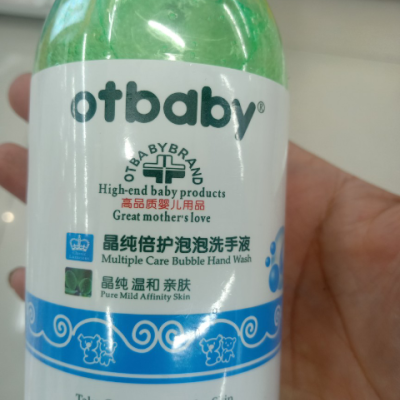 otbaby®
OTBABYBRAND
High-end baby products
高品质婴儿用品
Great mother's love
晶纯倍护泡泡洗手液
Multiple Care Bubble Hand Wash
晶纯 温和 亲肤
Pure Mild Affinity Skin